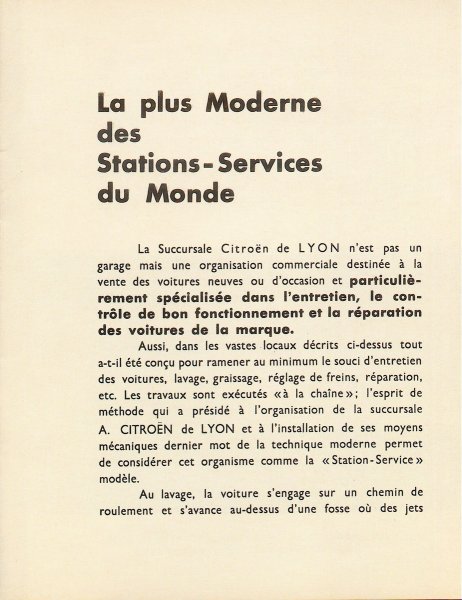 La plus Moderne
des
Stations-Services
du Monde
La Succursale Citroën de LYON n'est pas un
garage mais une organisation commerciale destinée à la
vente des voitures neuves ou d'occasion et particuliè-
rement spécialisée dans l'entretien, le con-
trôle de bon fonctionnement et la réparation
des voitures de la marque.
Aussi, dans les vastes locaux décrits ci-dessus tout
a-t-il été conçu pour ramener au minimum le souci d'entretien
des voitures, lavage, graissage, réglage de freins, réparation,
etc. Les travaux sont exécutés «à la chaîne»; l'esprit de
méthode qui a présidé à l'organisation de la succursale
A. CITROËN de LYON et à l'installation de ses moyens
mécaniques dernier mot de la technique moderne permet
de considérer cet organisme comme la «Station-Service»
modèle.
Au lavage, la voiture s'engage sur un chemin de
roulement et s'avance au-dessus d'une fosse où des jets